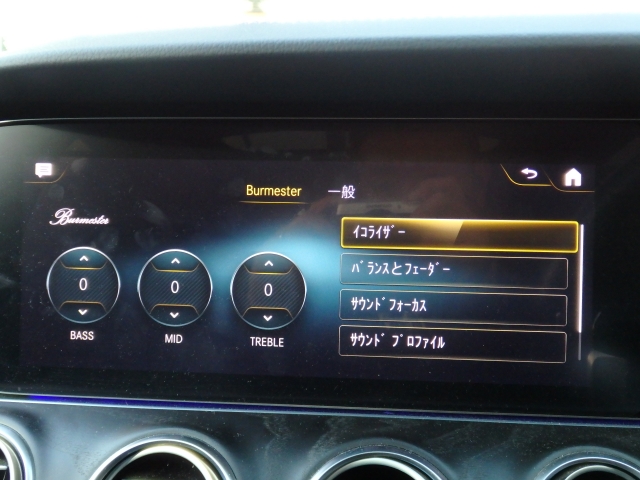 Burmester 一般
Burmester
0 0 0
BASS MID TREBLE
ｲｺﾗｲｻﾞｰ
ﾊﾞﾗﾝｽとﾌｪｰﾀﾞｰ
ｻｳﾝﾄﾞﾌｫｰｶｽ
ｻｳﾝﾄﾞ ﾌﾟﾛﾌｧｲﾙ